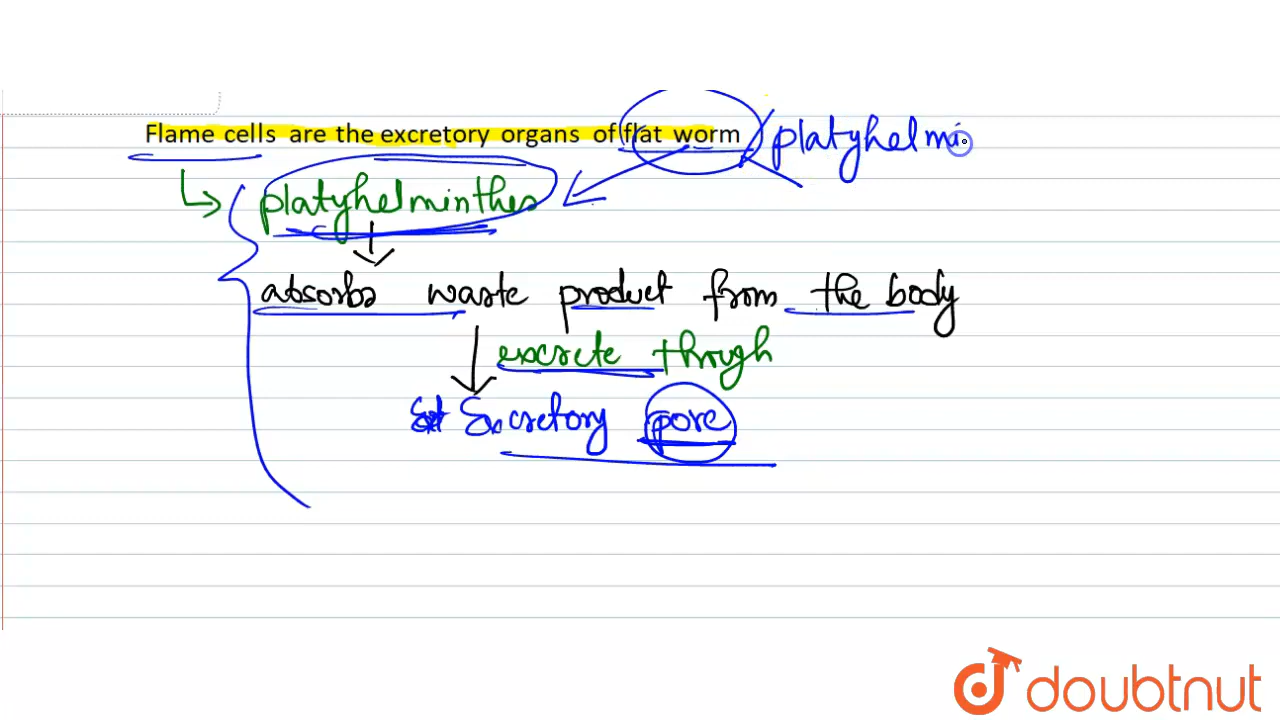 Flame cells are the excretory organs of flat worm / platyhelmi
platyhelminthes
absorbs waste product from the body
excrete through
Excretory pore
doubtnut